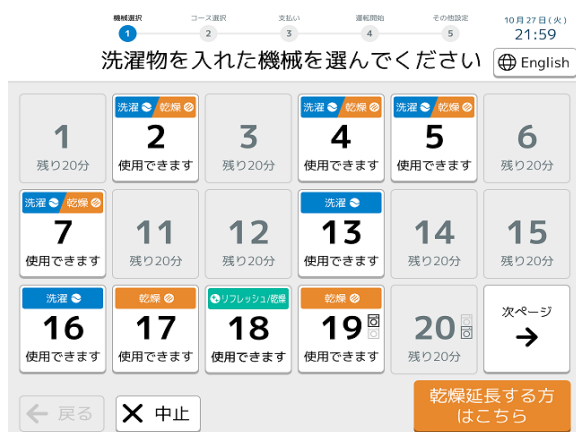 機械選択 コース選択 支払い 運転開始 その他設定
1 2 3 4 5
10月27日(火)
21:59
洗濯物を入れた機械を選んでください
English
1
残り20分
洗濯 乾燥
2
使用できます
3
残り20分
洗濯 乾燥
4
使用できます
洗濯 乾燥
5
使用できます
6
残り20分
洗濯 乾燥
7
使用できます
11
残り20分
12
残り20分
洗濯
13
使用できます
14
残り20分
15
残り20分
洗濯
16
使用できます
乾燥
17
使用できます
リフレッシュ/乾燥
18
使用できます
乾燥
19
使用できます
20
残り20分
次ページ
→
← 戻る
× 中止
乾燥延長する方
はこちら